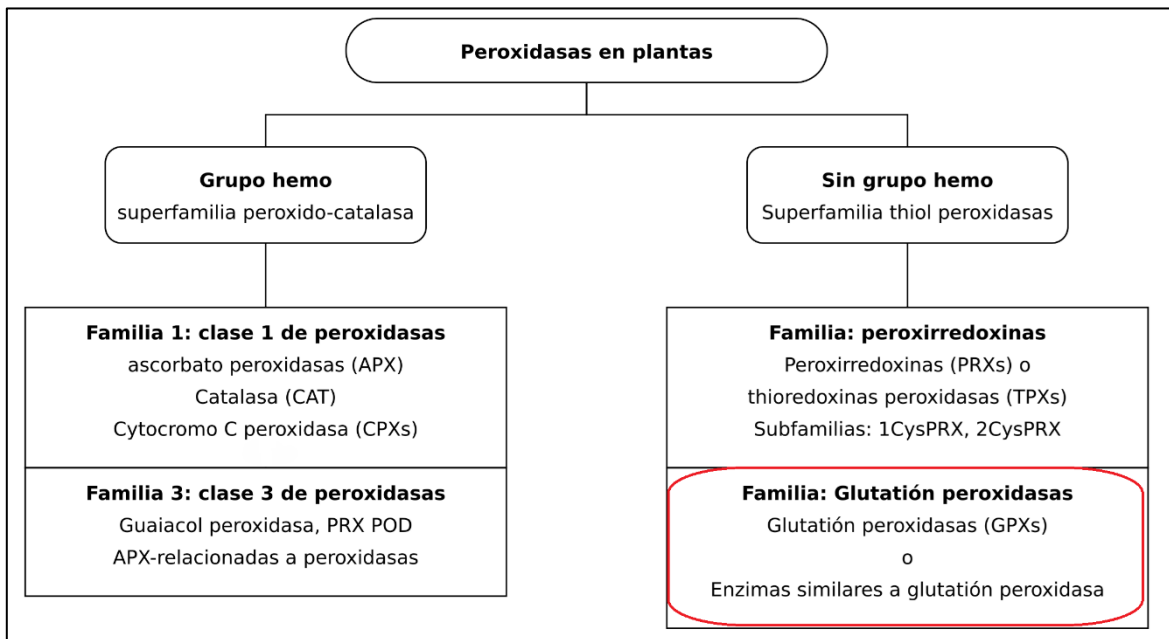 Peroxidasas en plantas
Grupo hemo
superfamilia peroxido-catalasa
Sin grupo hemo
Superfamilia thiol peroxidasas
Familia 1: clase 1 de peroxidasas
ascorbato peroxidasas (APX)
Catalasa (CAT)
Cytocromo C peroxidasa (CPXs)
Familia 3: clase 3 de peroxidasas
Guaiacol peroxidasa, PRX POD
APX-relacionadas a peroxidasas
Familia: peroxirredoxinas
Peroxirredoxinas (PRXs) o
thioredoxinas peroxidasas (TPXs)
Subfamilias: 1CysPRX, 2CysPRX
Familia: Glutatión peroxidasas
Glutatión peroxidasas (GPXs)
o
Enzimas similares a glutatión peroxidasa